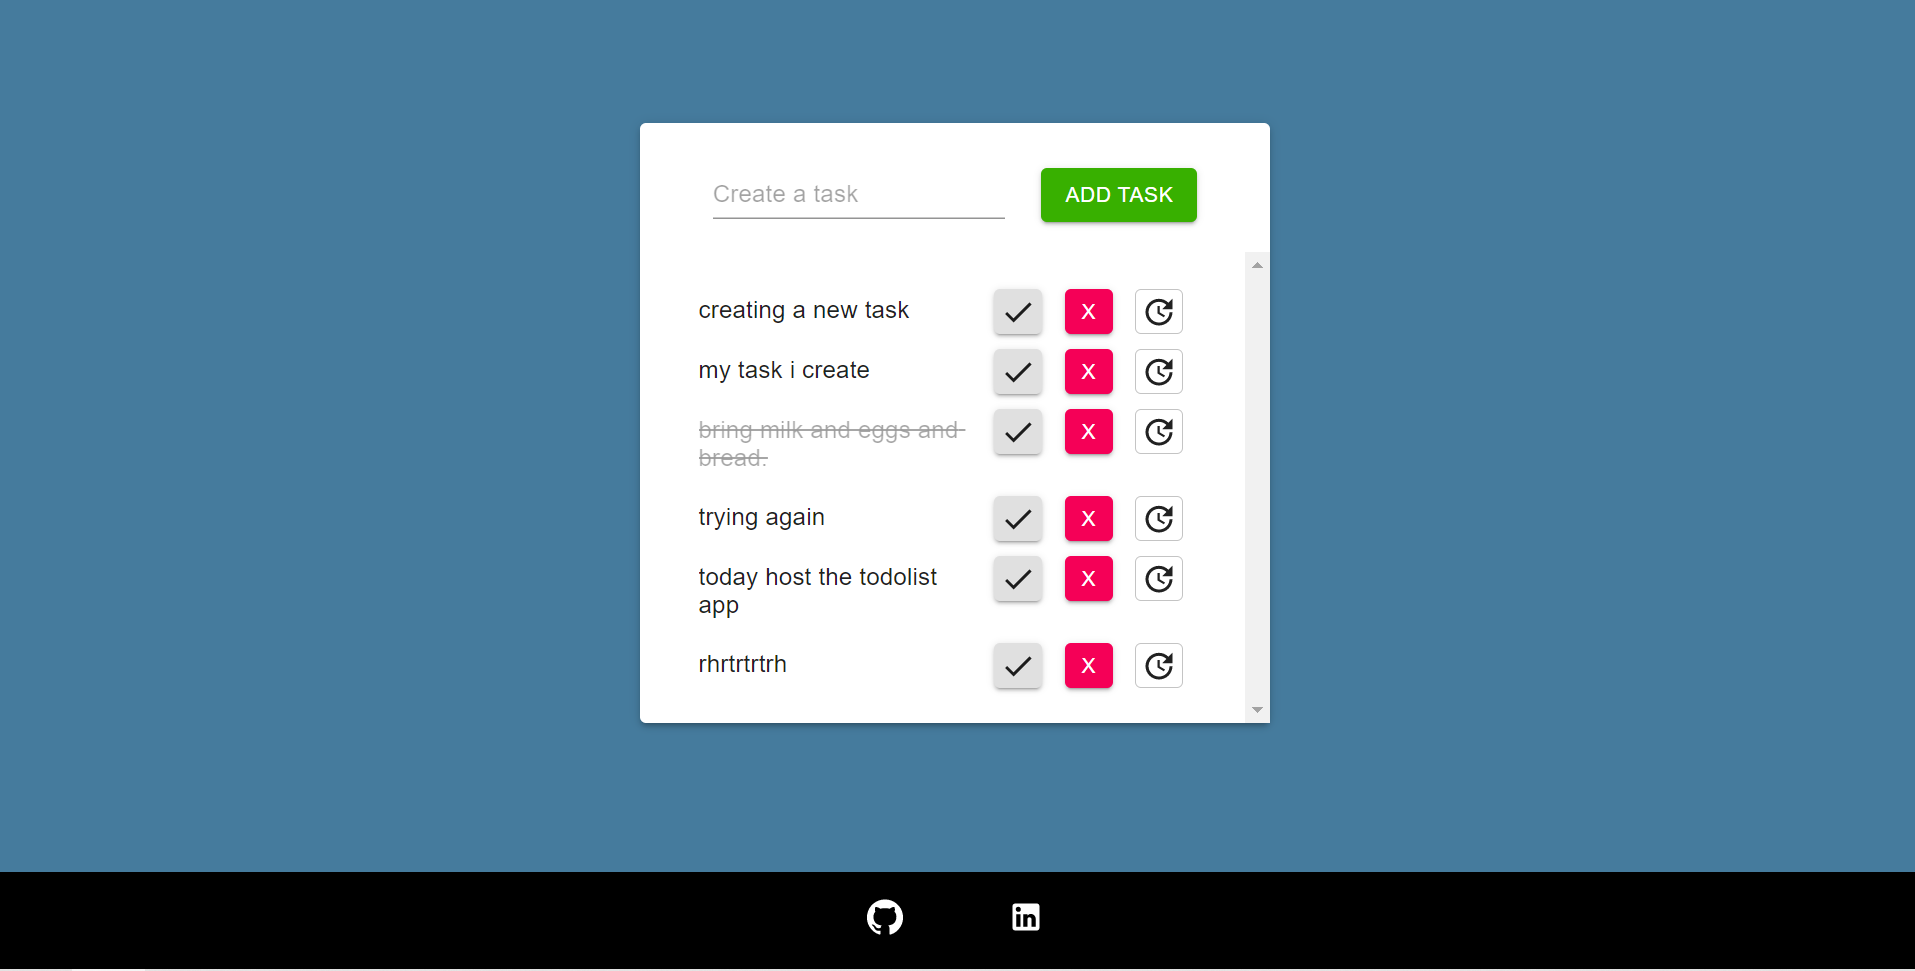 Create a task
ADD TASK
creating a new task
X
my task i create
X
bring milk and eggs and
bread.
X
trying again
X
today host the todolist
app
X
rhrtrtrtrh
X
in